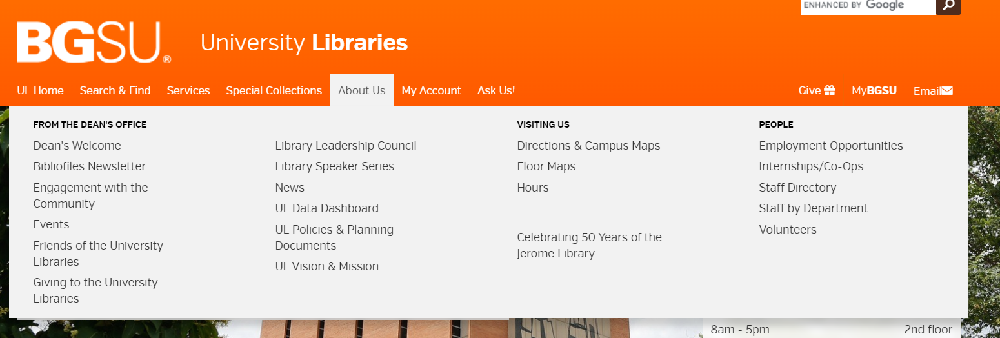 ENHANCED BY Google
BGSU®
University Libraries
UL Home Search & Find Services Special Collections About Us My Account Ask Us! Give MyBGSU Email
FROM THE DEAN'S OFFICE
Dean's Welcome
Bibliofiles Newsletter
Engagement with the
Community
Events
Friends of the University
Libraries
Giving to the University
Libraries
Library Leadership Council
Library Speaker Series
News
UL Data Dashboard
UL Policies & Planning
Documents
UL Vision & Mission
VISITING US
Directions & Campus Maps
Floor Maps
Hours
Celebrating 50 Years of the
Jerome Library
PEOPLE
Employment Opportunities
Internships/Co-Ops
Staff Directory
Staff by Department
Volunteers
8am - 5pm 2nd floor